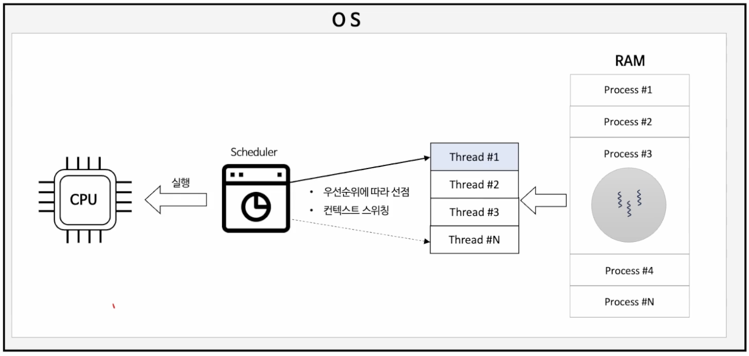 OS
RAM
Process #1
Process #2
Process #3
Process #4
Process #N
Thread #1
Thread #2
Thread #3
Thread #N
Scheduler
• 우선순위에 따라 선점
• 컨텍스트 스위칭
실행
CPU